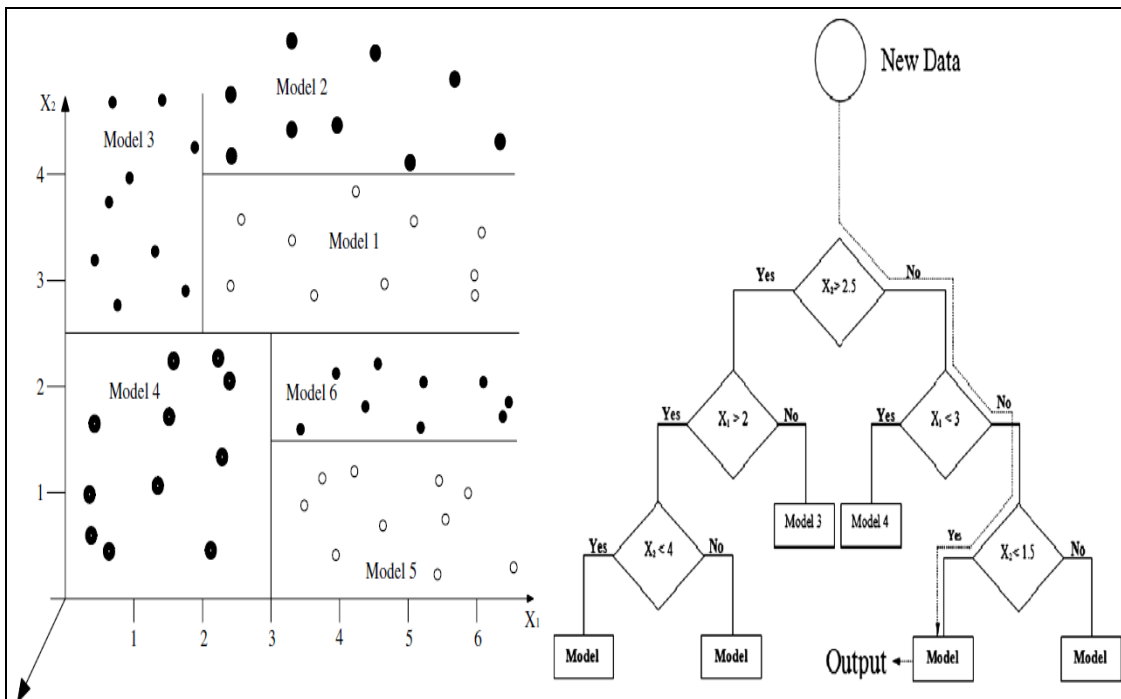 X2
Model 2
Model 3
4
Model 1
3
2
Model 4
Model 6
1
Model 5
1 2 3 4 5 6
X1
New Data
Yes
X2> 2.5
No
Yes
X1 > 2
No
Yes
X1 < 3
No
Model 3
Model 4
Yes
X2 < 4
No
Yes
X2 < 1.5
No
Model
Model
Output
Model
Model